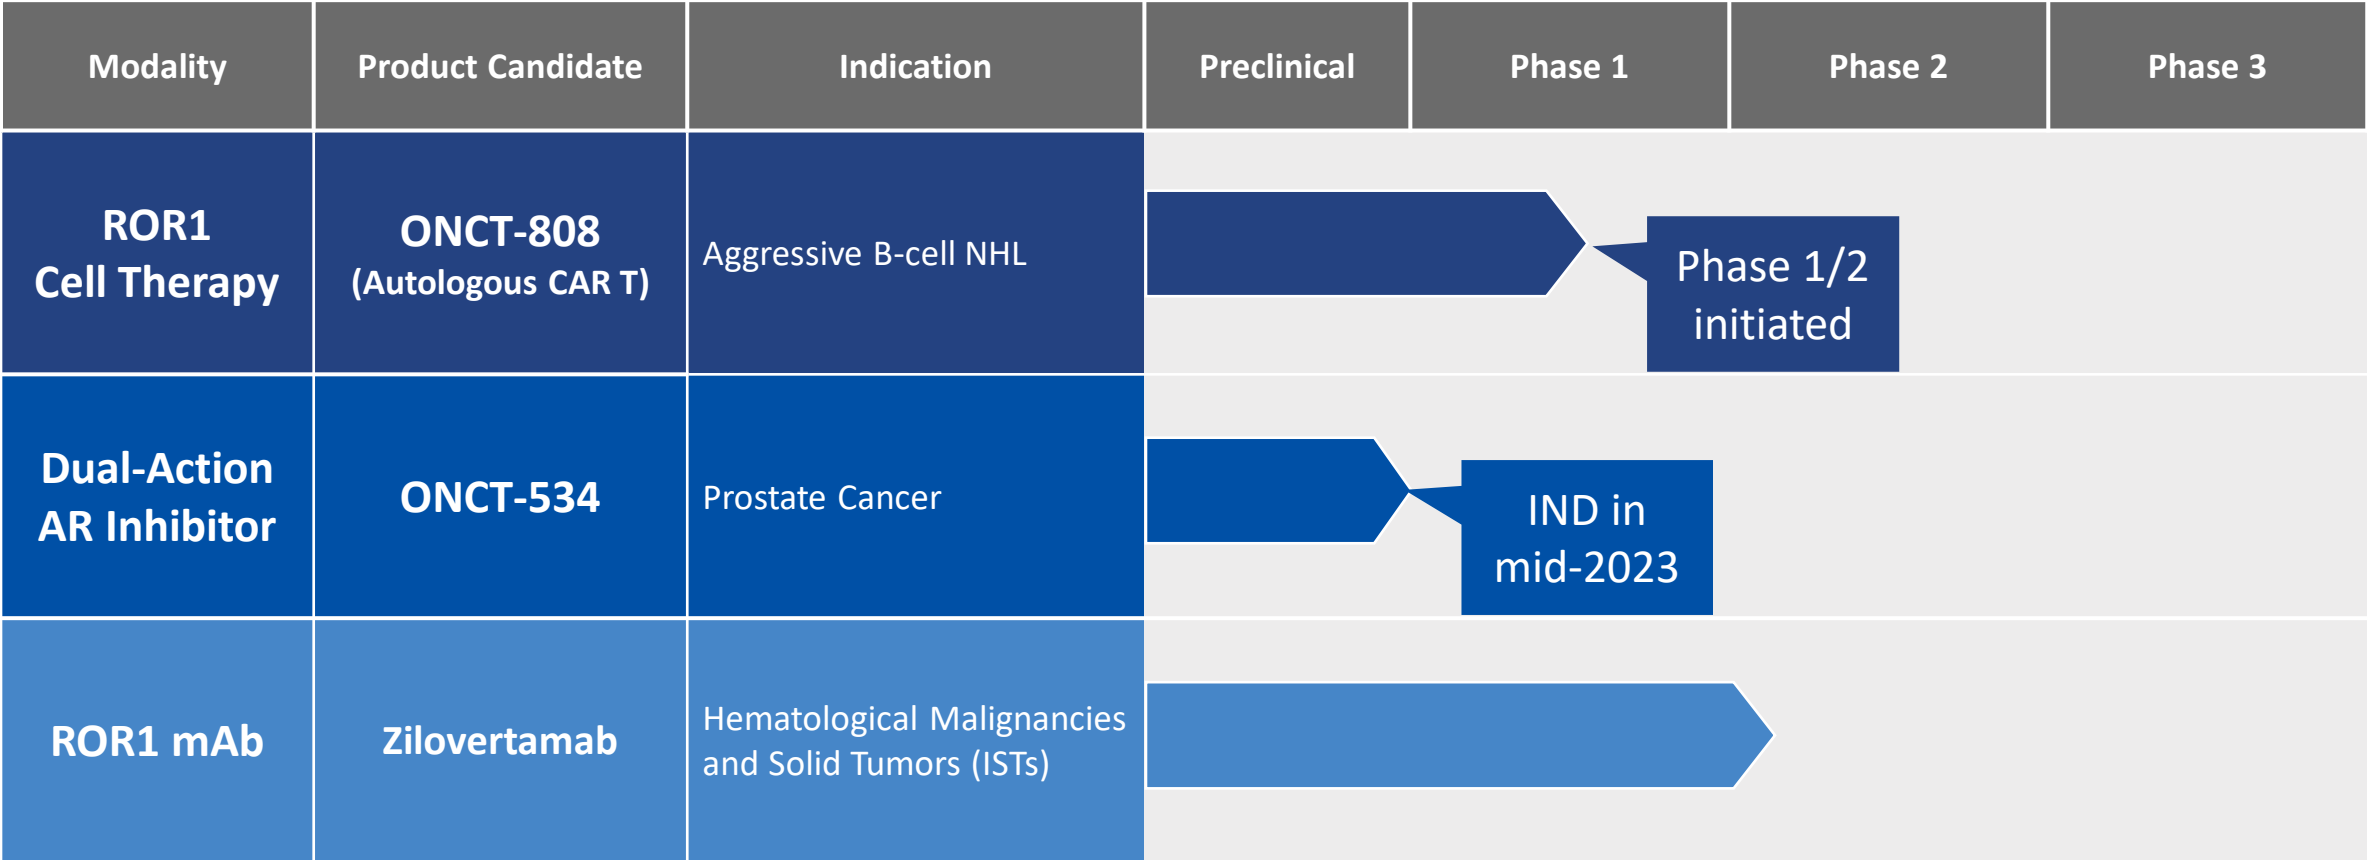 Modality
Product Candidate
Indication
Preclinical
Phase 1
Phase 2
Phase 3
ROR1
Cell Therapy
ONCT-808
(Autologous CAR T)
Aggressive B-cell NHL
Phase 1/2
initiated
Dual-Action
AR Inhibitor
ONCT-534
Prostate Cancer
IND in
mid-2023
ROR1 mAb
Zilovertamab
Hematological Malignancies
and Solid Tumors (ISTs)